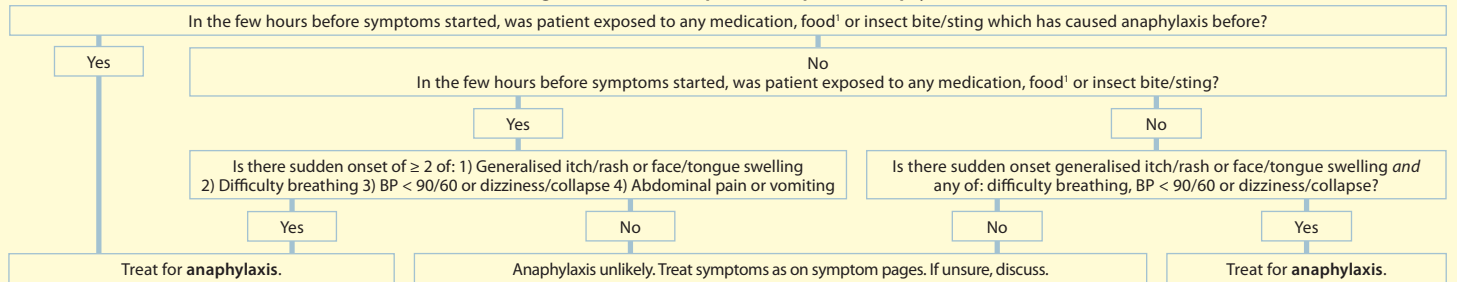 In the few hours before symptoms started, was patient exposed to any medication, food¹ or insect bite/sting which has caused anaphylaxis before?
Yes
No
In the few hours before symptoms started, was patient exposed to any medication, food¹ or insect bite/sting?
Yes
No
Is there sudden onset of ≥ 2 of: 1) Generalised itch/rash or face/tongue swelling
2) Difficulty breathing 3) BP < 90/60 or dizziness/collapse 4) Abdominal pain or vomiting
Is there sudden onset generalised itch/rash or face/tongue swelling and
any of: difficulty breathing, BP < 90/60 or dizziness/collapse?
Yes
No
No
Yes
Treat for anaphylaxis.
Anaphylaxis unlikely. Treat symptoms as on symptom pages. If unsure, discuss.
Treat for anaphylaxis.